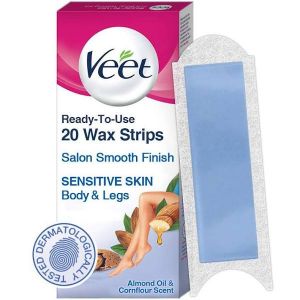 Veet
Ready-To-Use
20 Wax Strips
Salon Smooth Finish
SENSITIVE SKIN
Body & Legs
DERMATOLOGICALLY TESTED
Almond Oil &
Cornflour Scent